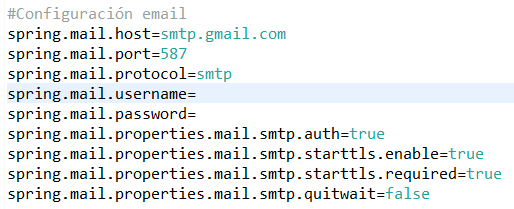 #Configuración email
spring.mail.host=smtp.gmail.com
spring.mail.port=587
spring.mail.protocol=smtp
spring.mail.username=
spring.mail.password=
spring.mail.properties.mail.smtp.auth=true
spring.mail.properties.mail.smtp.starttls.enable=true
spring.mail.properties.mail.smtp.starttls.required=true
spring.mail.properties.mail.smtp.quitwait=false